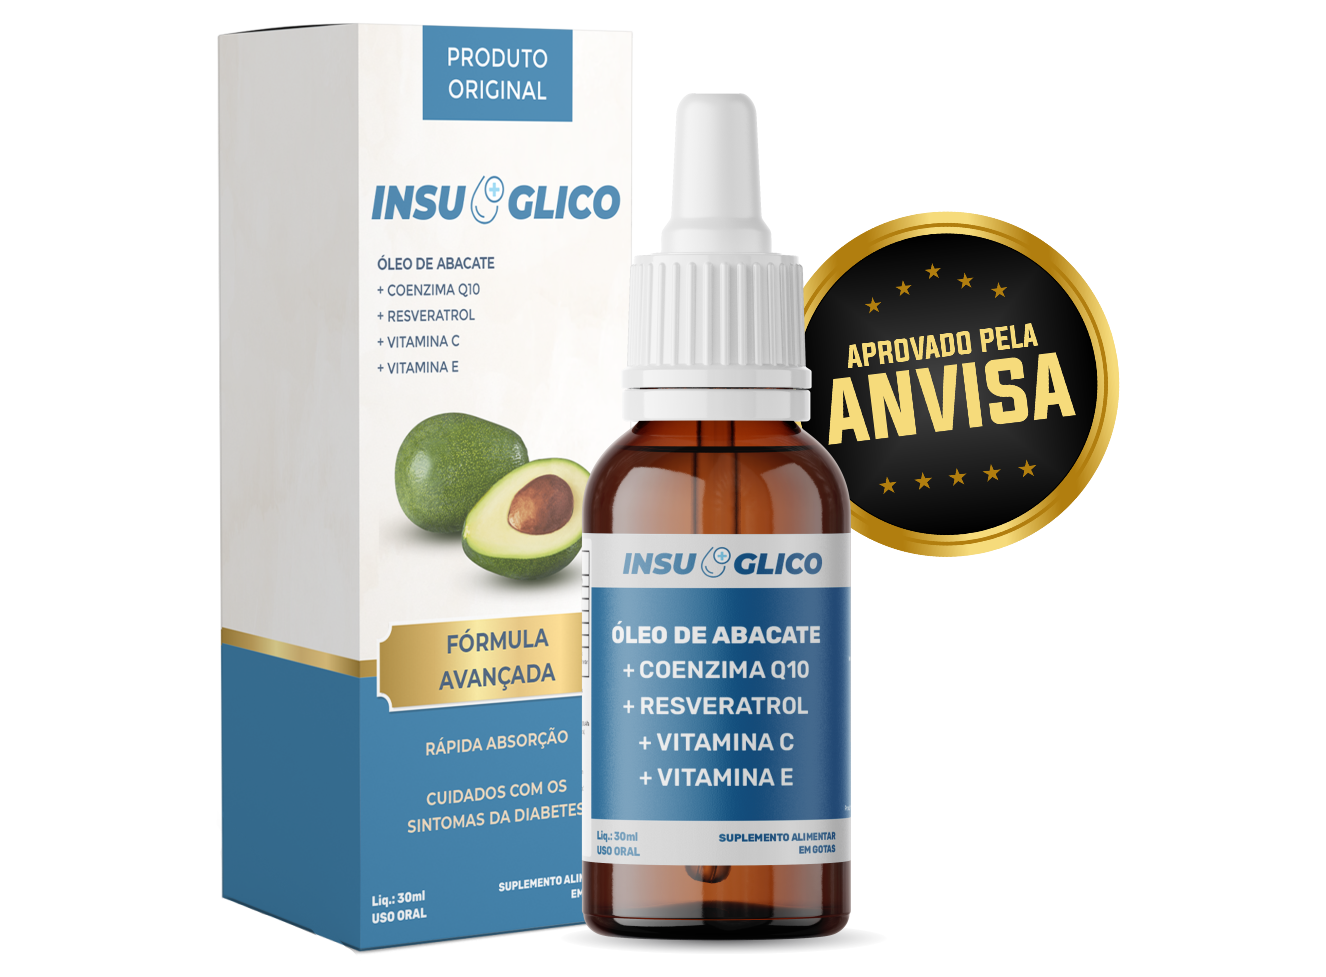 PRODUTO
ORIGINAL
INSU GLICO
ÓLEO DE ABACATE
+ COENZIMA Q10
+ RESVERATROL
+ VITAMINA C
+ VITAMINA E
FÓRMULA
AVANÇADA
RÁPIDA ABSORÇÃO
CUIDADOS COM OS
SINTOMAS DA DIABETES
Liq.: 30ml
USO ORAL
SUPLEMENTO
INSU GLICO
ÓLEO DE ABACATE
+ COENZIMA Q10
+ RESVERATROL
+ VITAMINA C
+ VITAMINA E
Liq.: 30ml
USO ORAL
SUPLEMENTO ALIMENTAR
EM GOTAS
APROVADO PELA
ANVISA